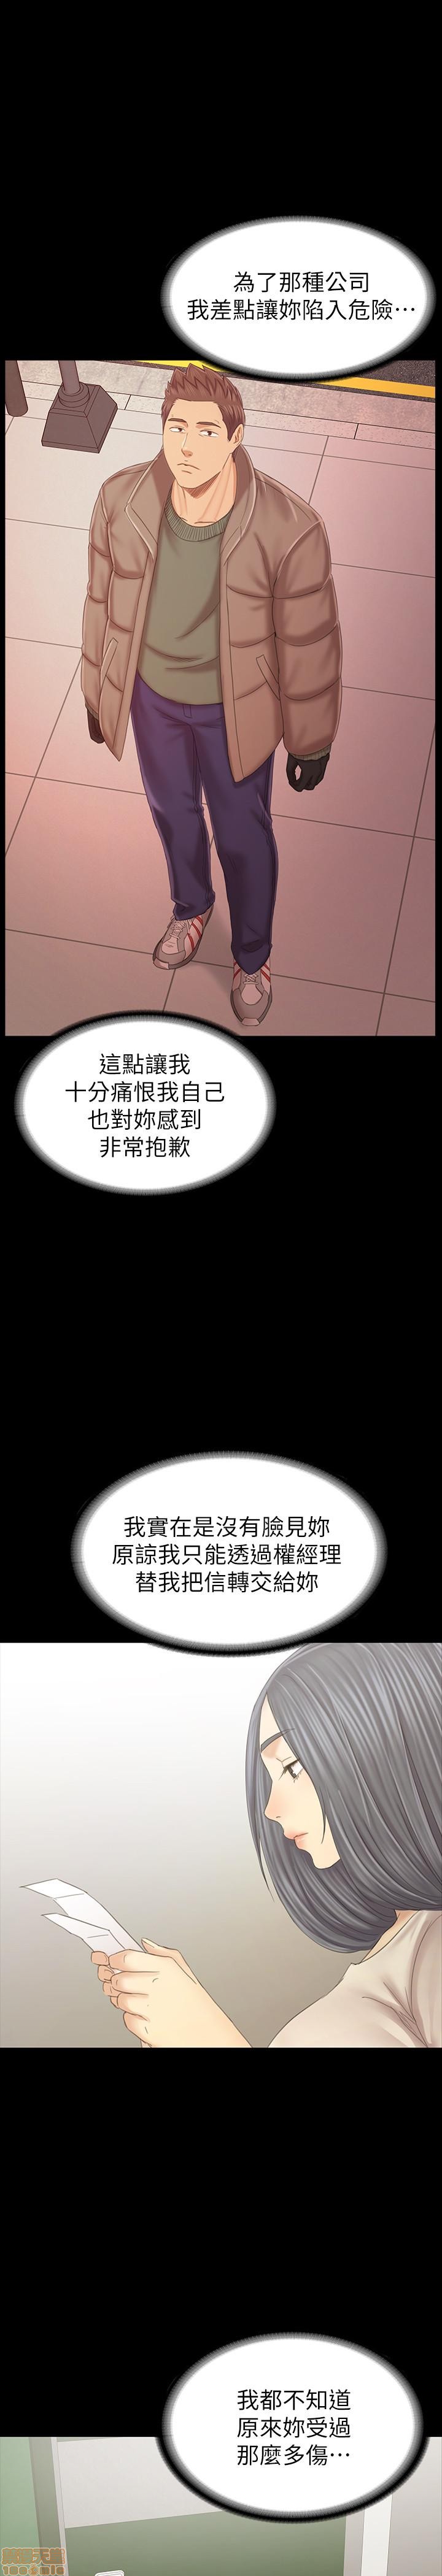 為了那種公司
我差點讓妳陷入危險⋯
這點讓我
十分痛恨我自己
也對妳感到
非常抱歉
我實在是沒有臉見妳
原諒我只能透過權經理
替我把信轉交給妳
我都不知道
原來妳受過
那麼多傷⋯